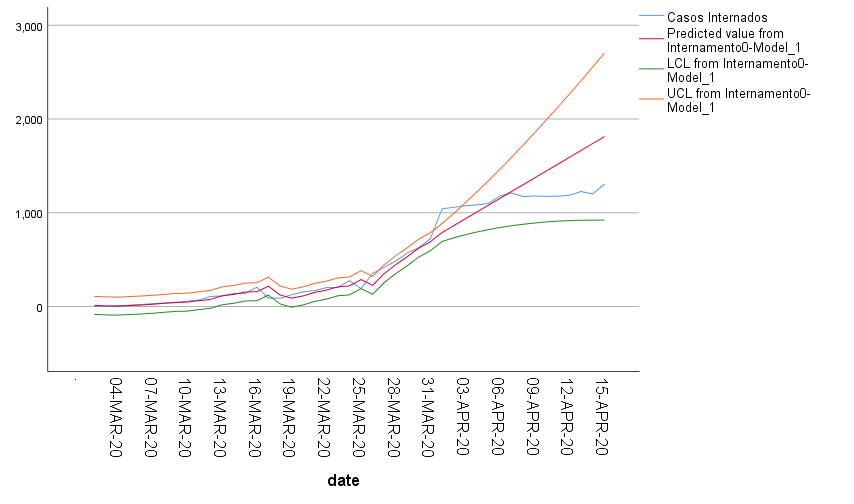 3,000
2,000
1,000
0
Casos Internados
Predicted value from
Internamento0-Model_1
LCL from Internamento0-
Model_1
UCL from Internamento0-
Model_1
.
04-MAR-20
07-MAR-20
10-MAR-20
13-MAR-20
16-MAR-20
19-MAR-20
22-MAR-20
25-MAR-20
28-MAR-20
31-MAR-20
03-APR-20
06-APR-20
09-APR-20
12-APR-20
15-APR-20
date